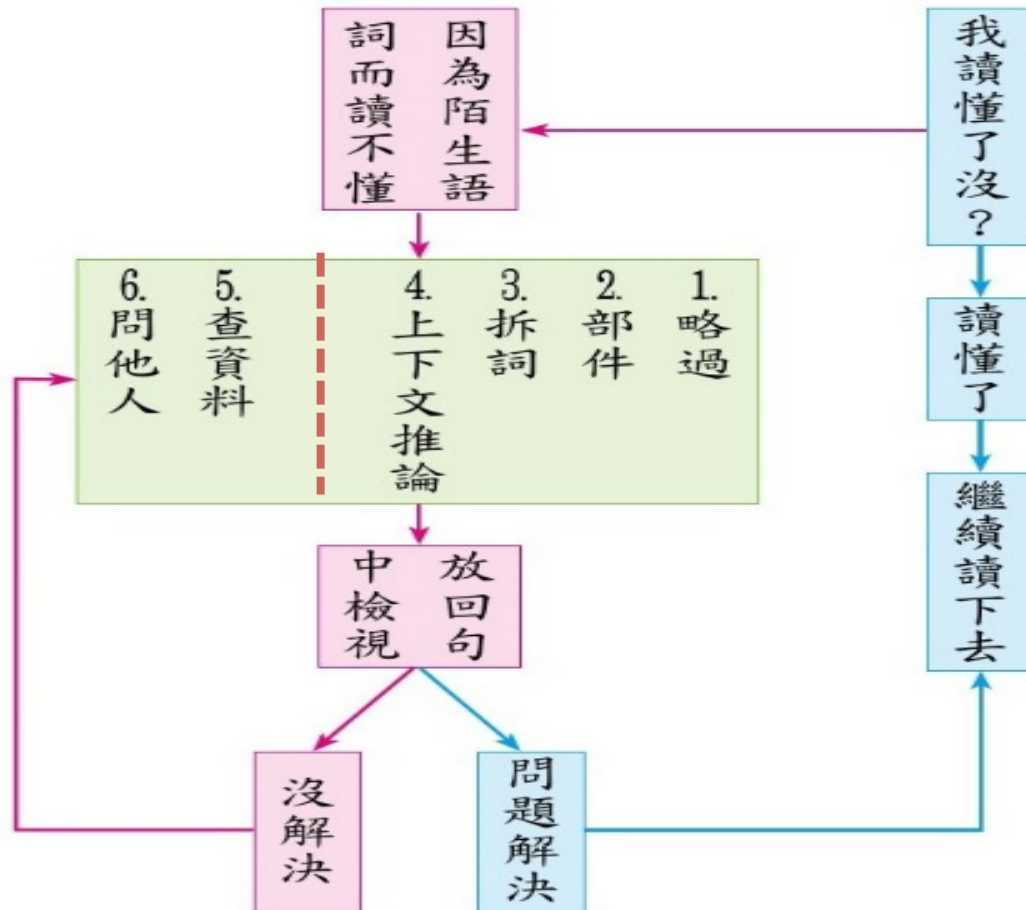 我讀懂了沒？
讀懂了
繼續讀下去
因為陌生語
詞而讀不懂
1.略過
2.部件
3.拆詞
4.上下文推論
5.查資料
6.問他人
放回句
中檢視
問題解決
沒解決